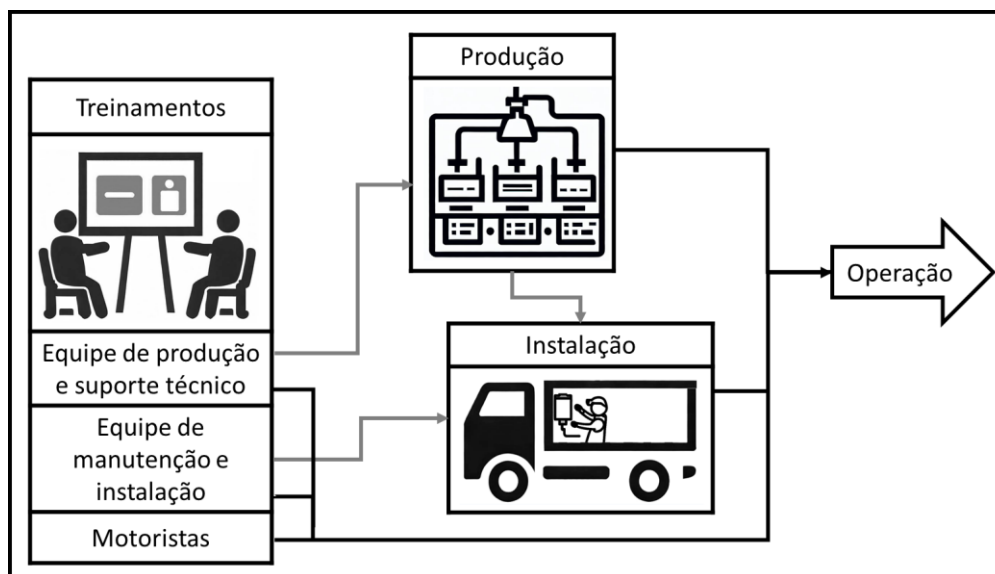 Treinamentos
Equipe de produção
e suporte técnico
Equipe de
manutenção e
instalação
Motoristas
Produção
Instalação
Operação